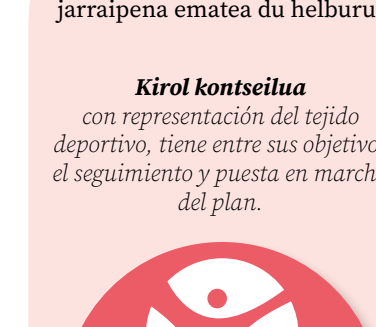 jarraipena ematea du helburu
Kirol kontseilua
con representación del tejido
deportivo, tiene entre sus objetivo
el seguimiento y puesta en march
del plan.